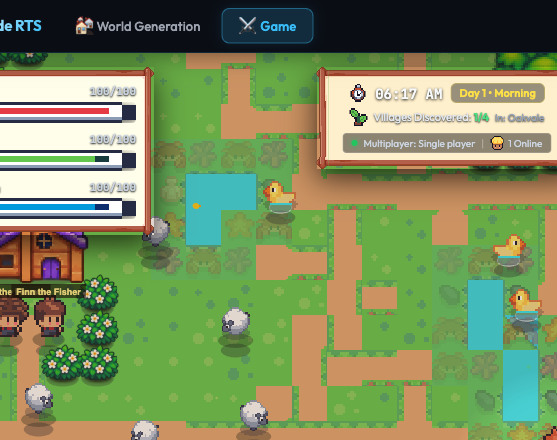 de RTS
World Generation
Game
100/100
100/100
100/100
06:17 AM
Day 1 • Morning
Villages Discovered: 1/4
In: Oakvale
Multiplayer: Single player
1 Online
the
Finn the Fisher